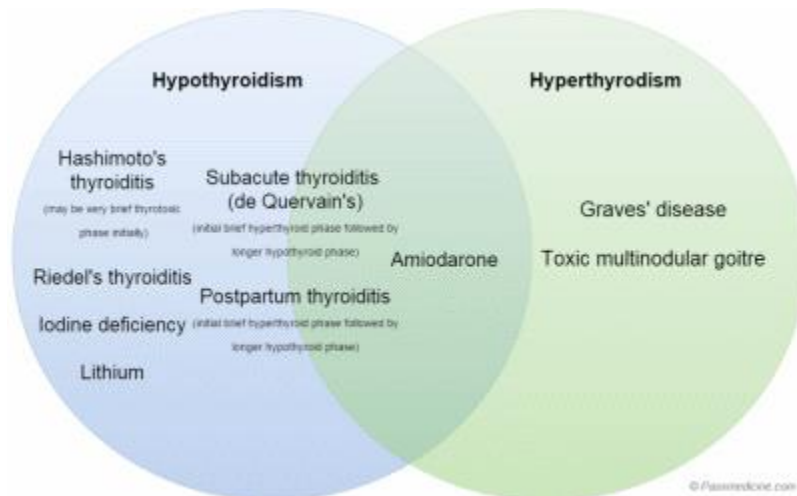 Hypothyroidism
Hyperthyrodism
Hashimoto's
thyroiditis
(may be very brief thyrotoxic
phase initially)
Subacute thyroiditis
(de Quervain's)
(initial brief hyperthyroid phase followed by
longer hypothyroid phase)
Riedel's thyroiditis
Iodine deficiency
Lithium
Postpartum thyroiditis
(initial brief hyperthyroid phase followed by
longer hypothyroid phase)
Amiodarone
Graves' disease
Toxic multinodular goitre
© Passmedicine.com